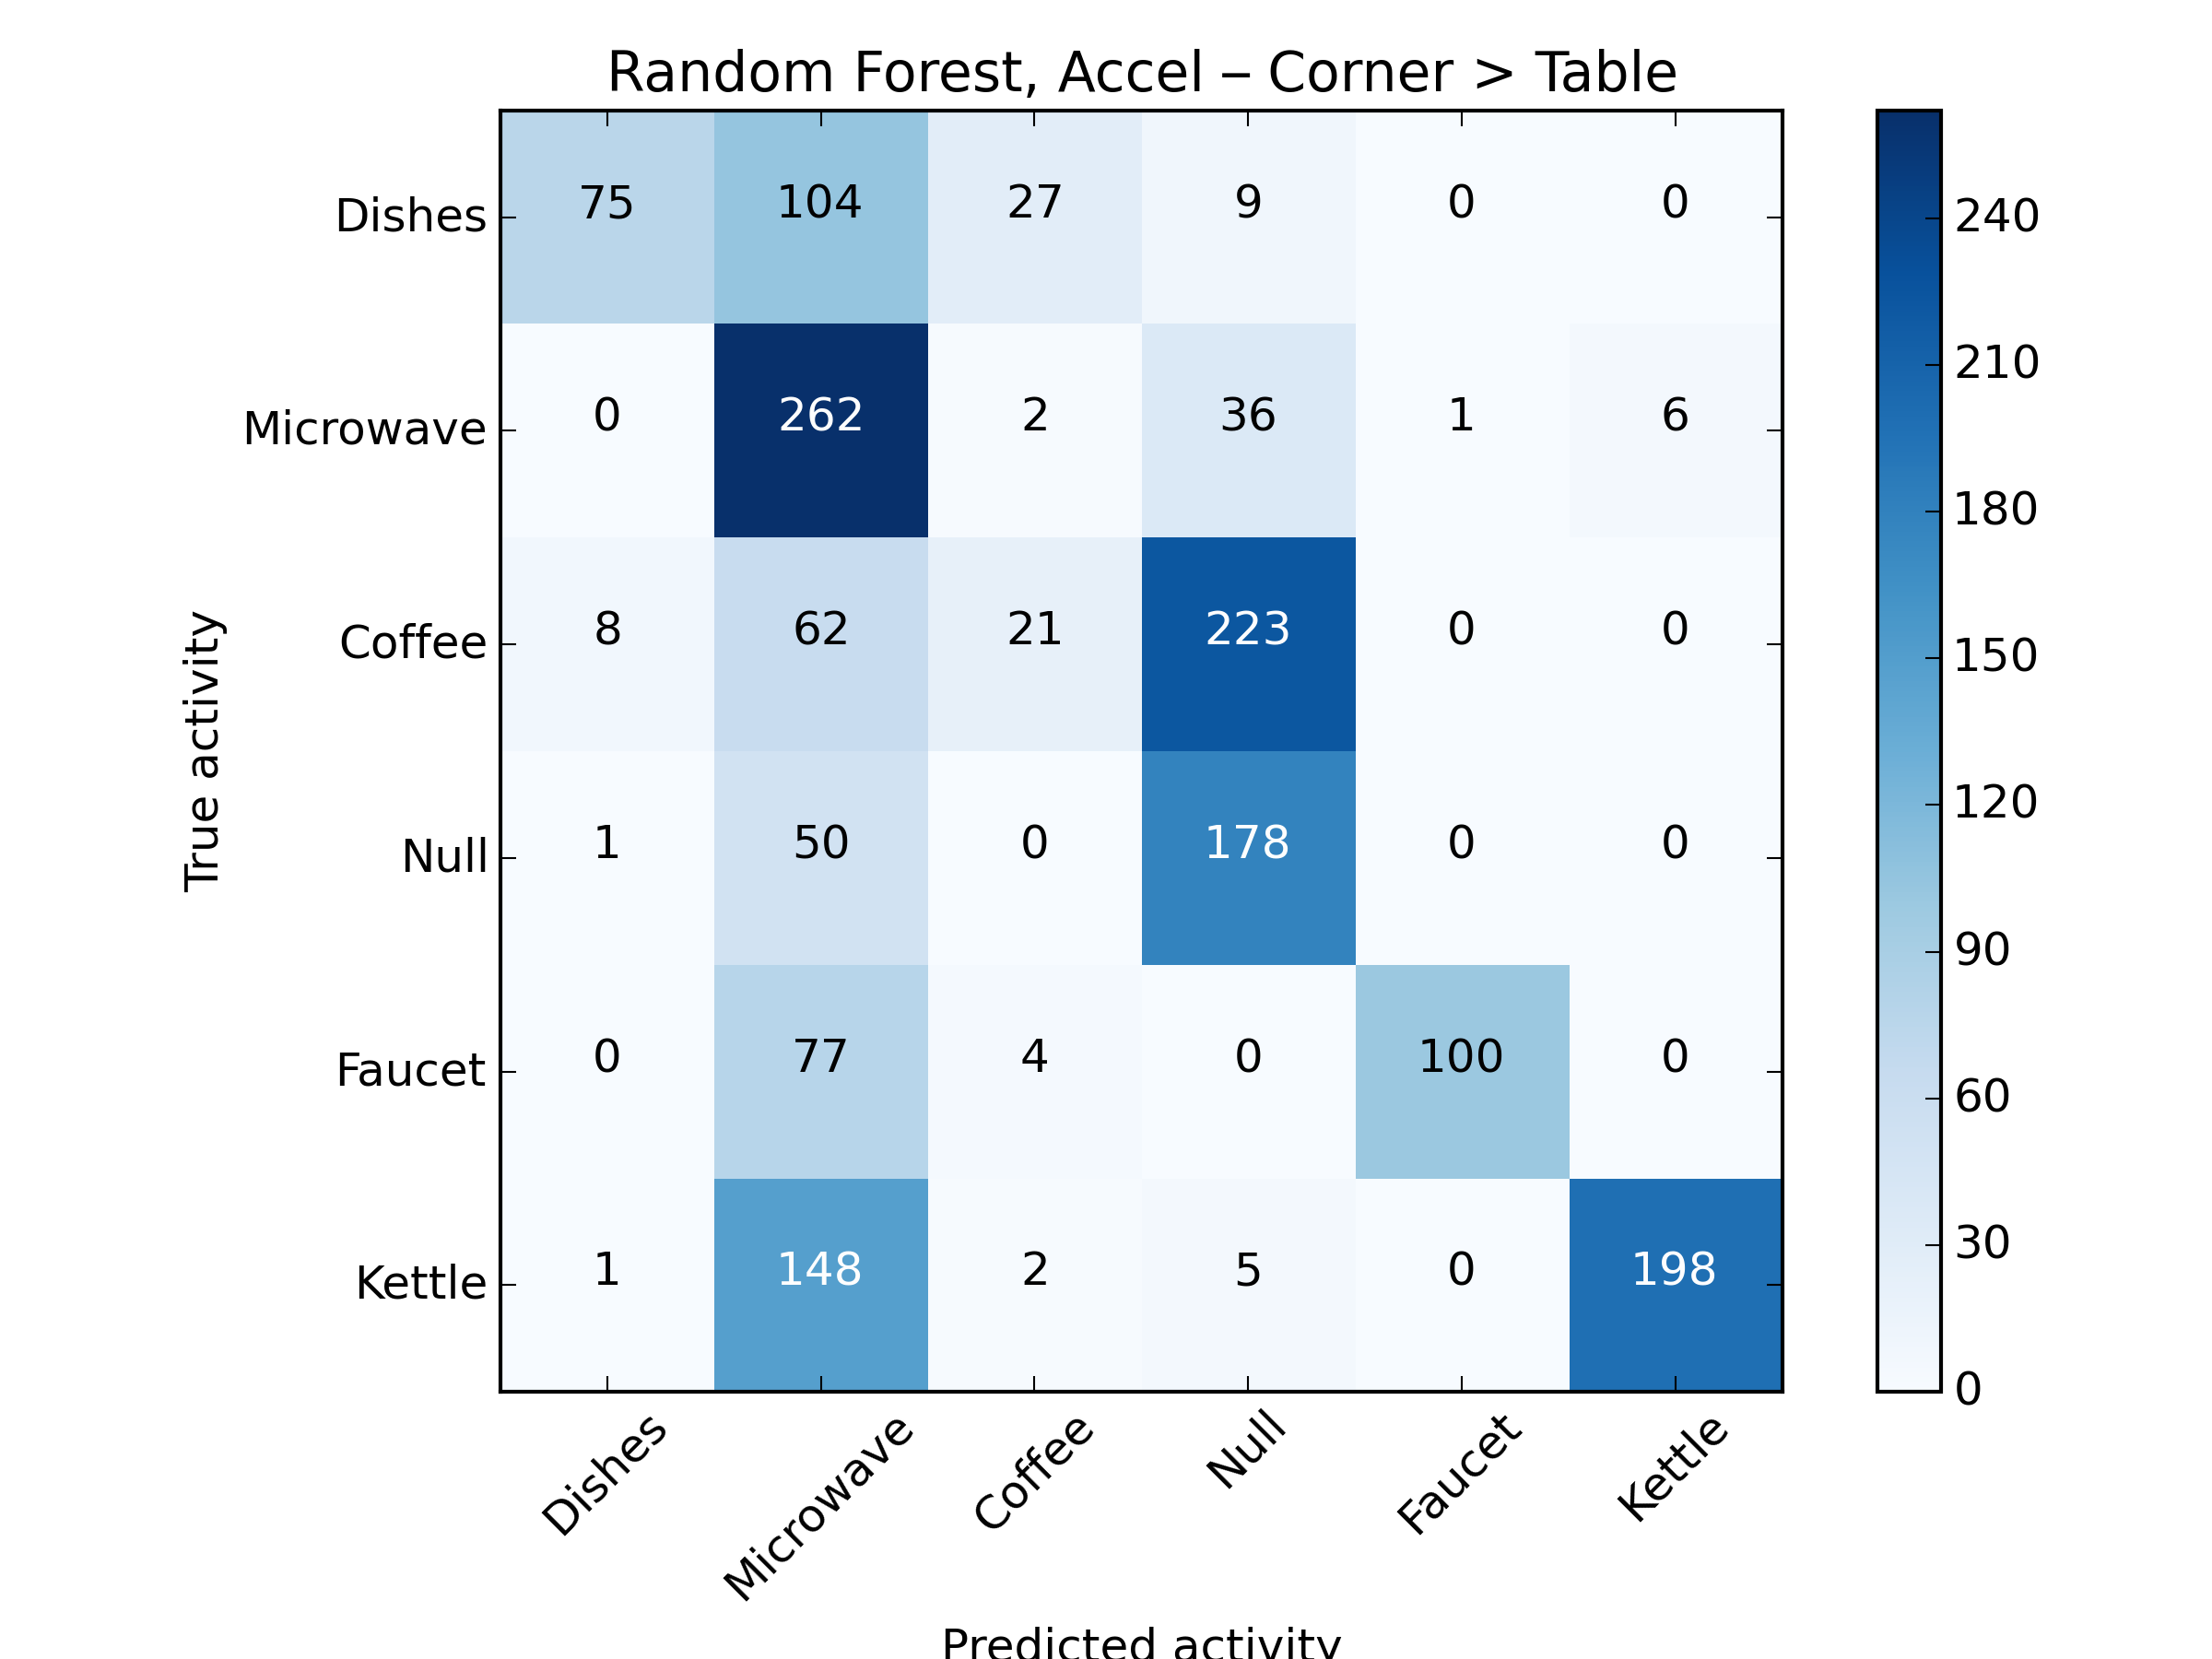 Random Forest, Accel – Corner > Table
Dishes 75 104 27 9 0 0
Microwave 0 262 2 36 1 6
Coffee 8 62 21 223 0 0
Null 1 50 0 178 0 0
Faucet 0 77 4 0 100 0
Kettle 1 148 2 5 0 198
True activity
Dishes Microwave Coffee Null Faucet Kettle
Predicted activity
240
210
180
150
120
90
60
30
0